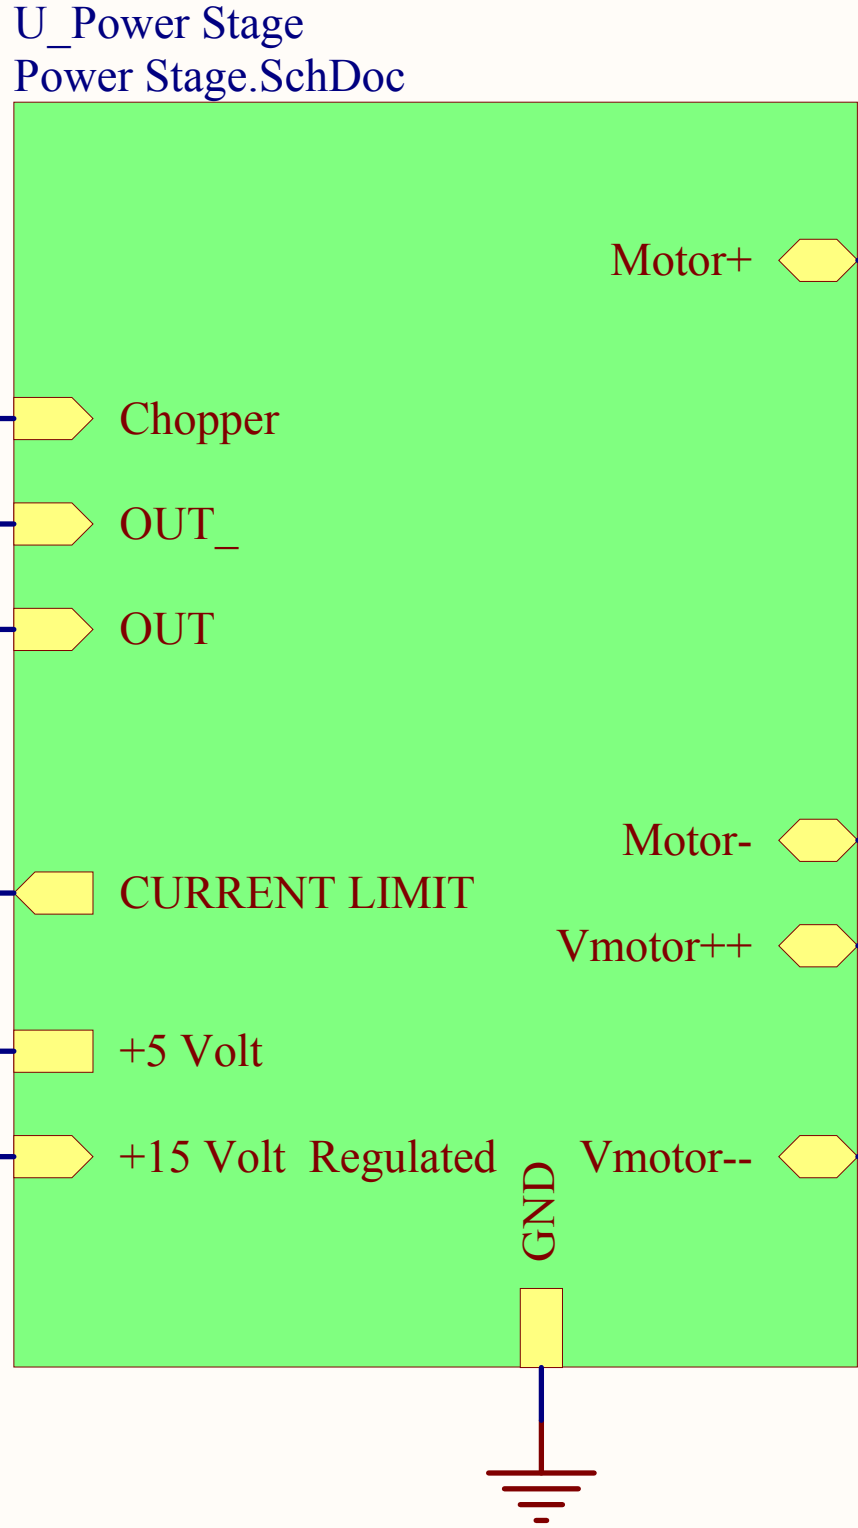 U_Power Stage
Power Stage.SchDoc
Motor+
Chopper
OUT_
OUT
Motor-
CURRENT LIMIT
Vmotor++
+5 Volt
+15 Volt  Regulated
Vmotor--
GND